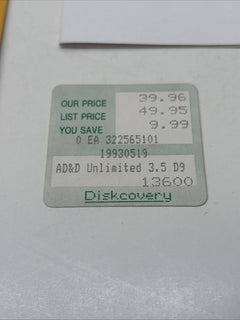 OUR PRICE 39.96
LIST PRICE 49.95
YOU SAVE 9.99
0 EA 322565101
19930519
AD&D Unlimited 3.5 D9
13600
Diskcovery